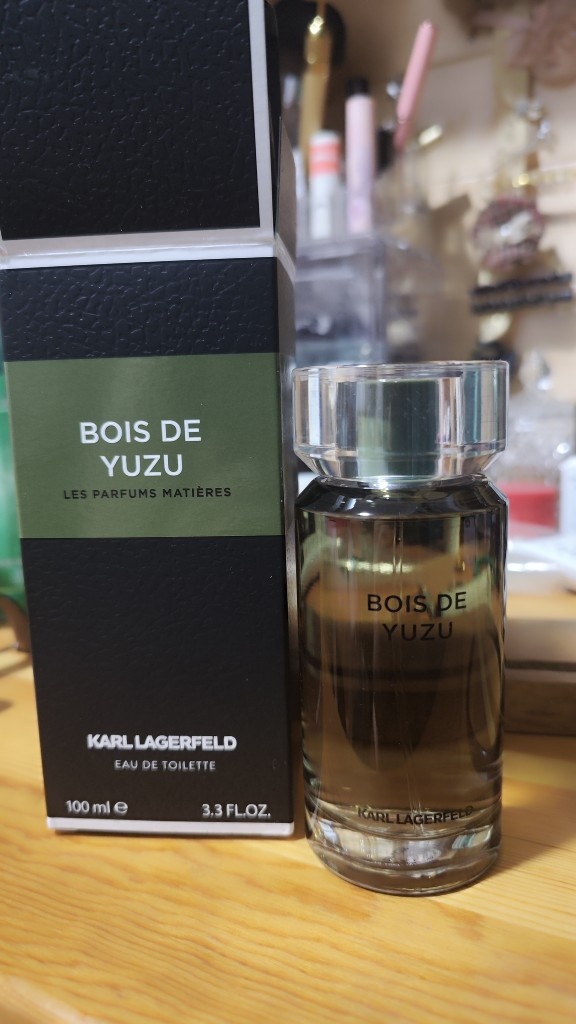 BOIS DE
YUZU
LES PARFUMS MATIÈRES
KARL LAGERFELD
EAU DE TOILETTE
100 ml ℮
3.3 FL.OZ.
BOIS DE
YUZU
KARL LAGERFELD